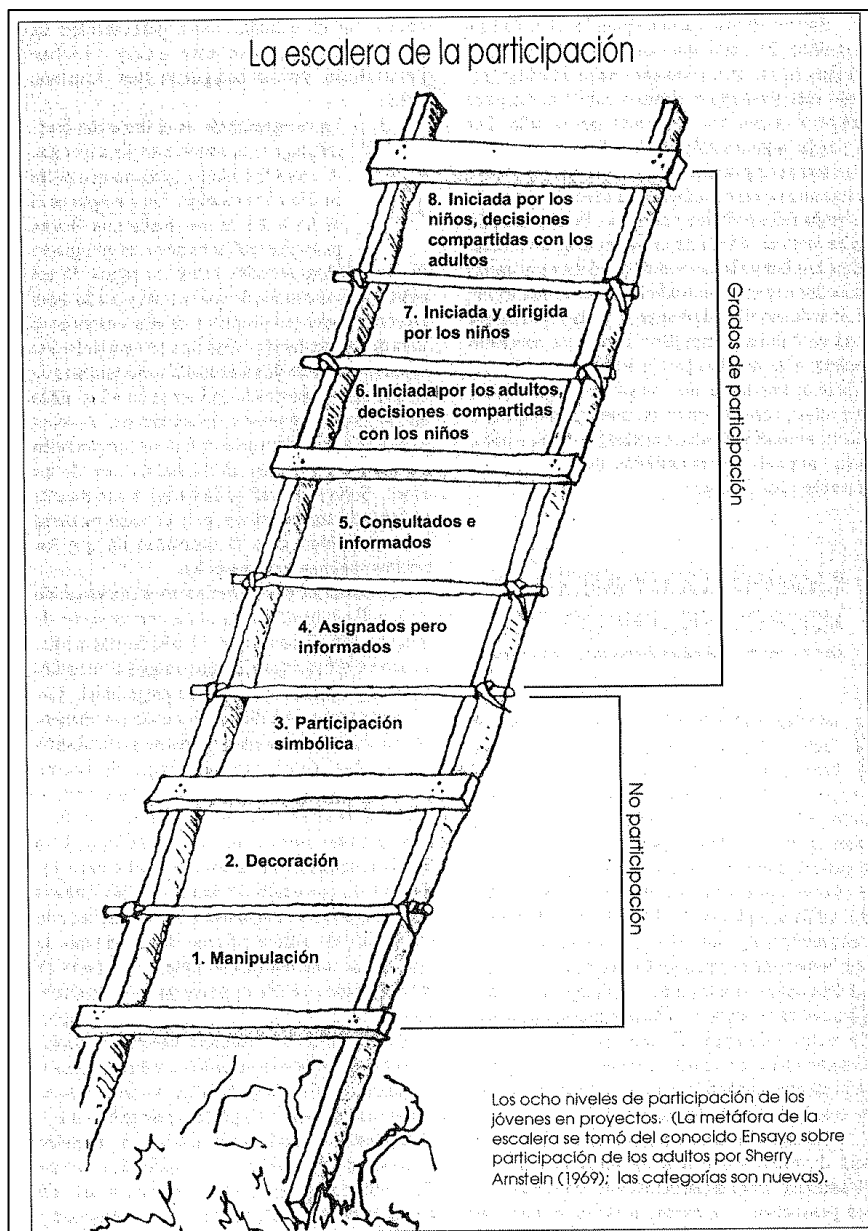 La escalera de la participación
8. Iniciada por los
niños, decisiones
compartidas con los
adultos
7. Iniciada y dirigida
por los niños
6. Iniciada por los adultos,
decisiones compartidas
con los niños
5. Consultados e
informados
4. Asignados pero
informados
3. Participación
simbólica
2. Decoración
1. Manipulación
Grados de participación
No participación
Los ocho niveles de participación de los
jóvenes en proyectos. (La metáfora de la
escalera se tomó del conocido Ensayo sobre
participación de los adultos por Sherry
Arnstein (1969); las categorías son nuevas).